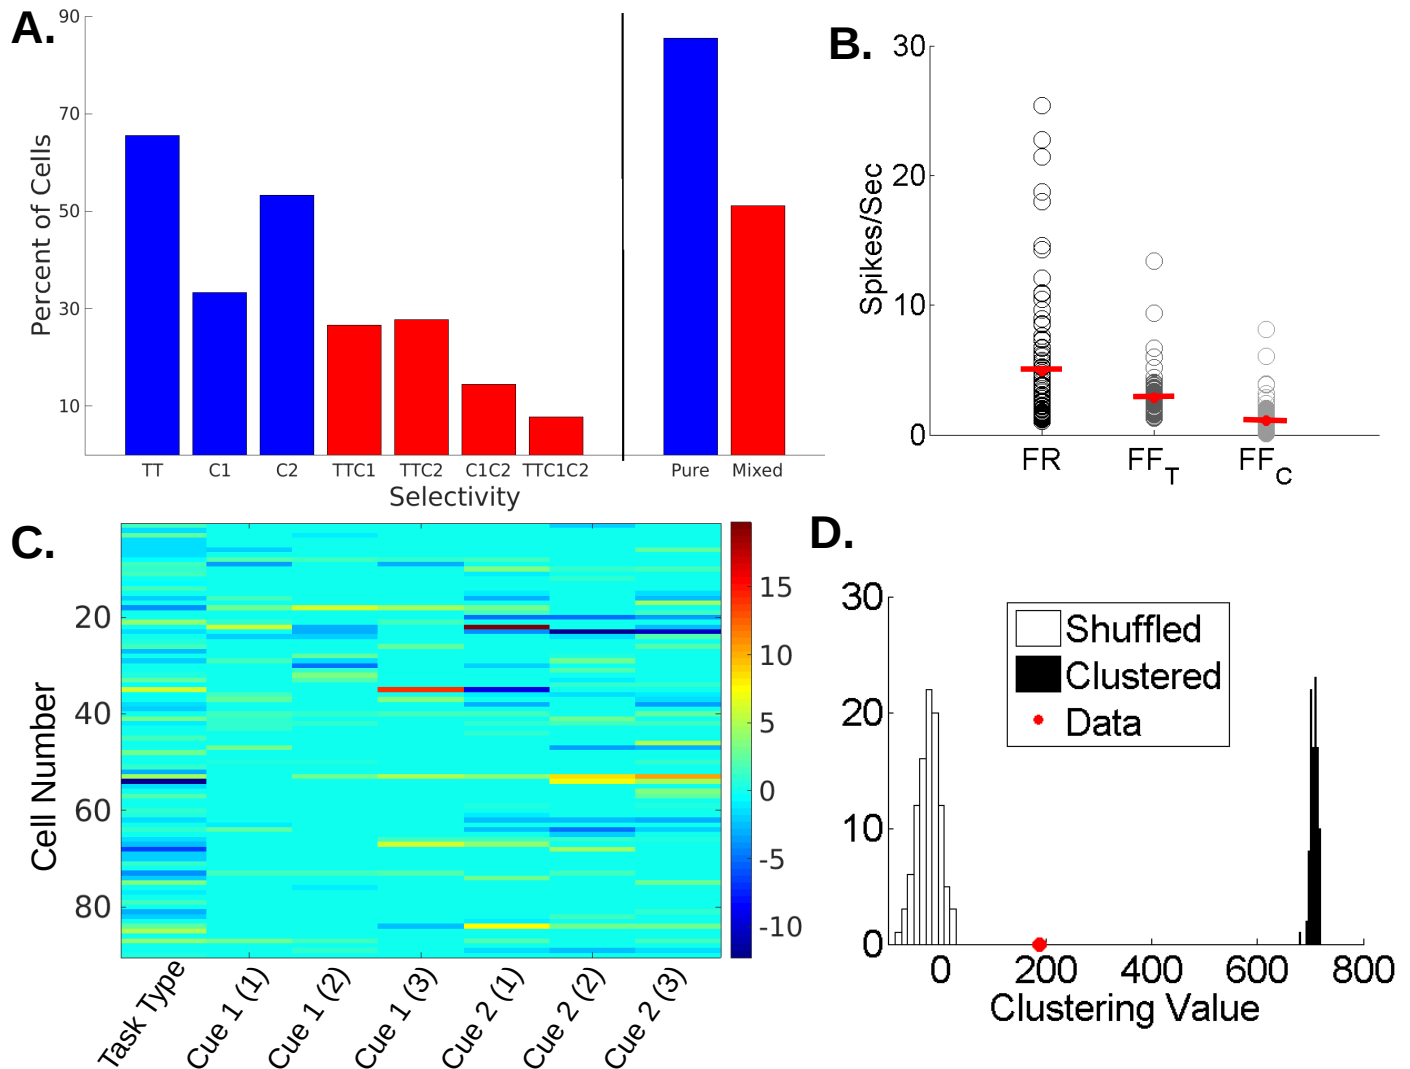 A.
90
70
50
30
10
Percent of Cells
TT C1 C2 TTC1 TTC2 C1C2 TTC1C2 Pure Mixed
Selectivity
B.
30
20
10
0
Spikes/Sec
FR FF_T FF_C
C.
20
40
60
80
Cell Number
15
10
5
0
-5
-10
Task Type
Cue 1 (1)
Cue 1 (2)
Cue 1 (3)
Cue 2 (1)
Cue 2 (2)
Cue 2 (3)
D.
30
20
10
0
Shuffled
Clustered
Data
0 200 400 600 800
Clustering Value